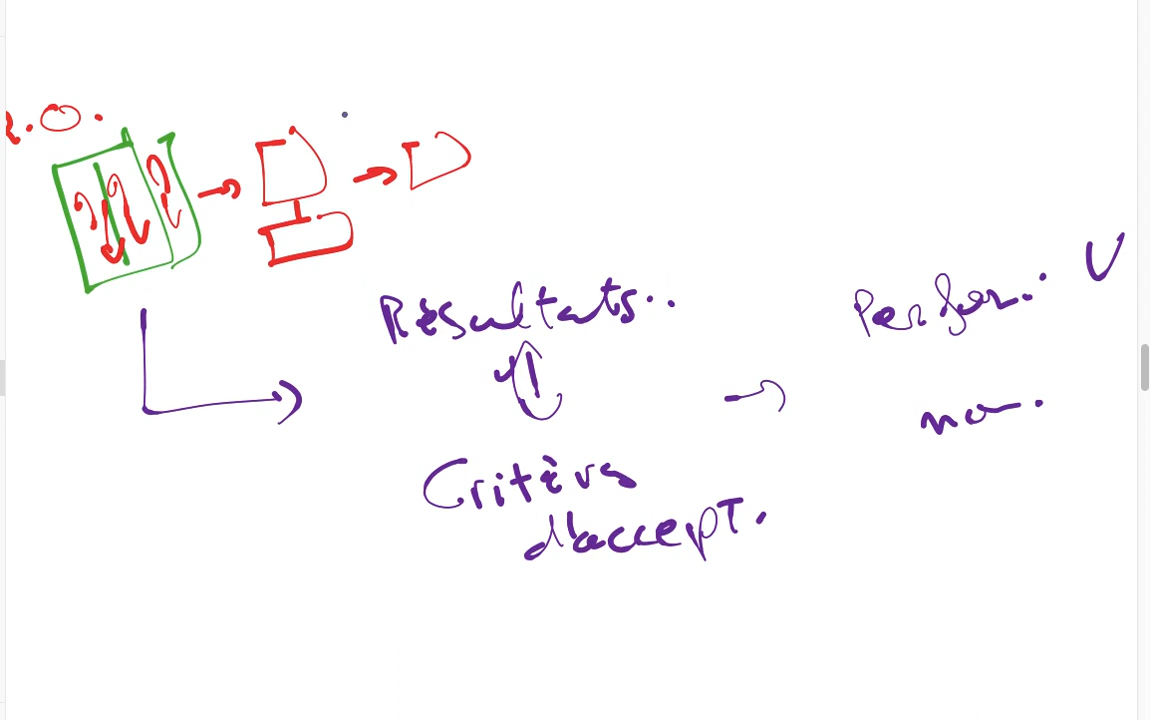 R.O.
Résultats..
Perfor.. V
non.
Critères
d'accept.